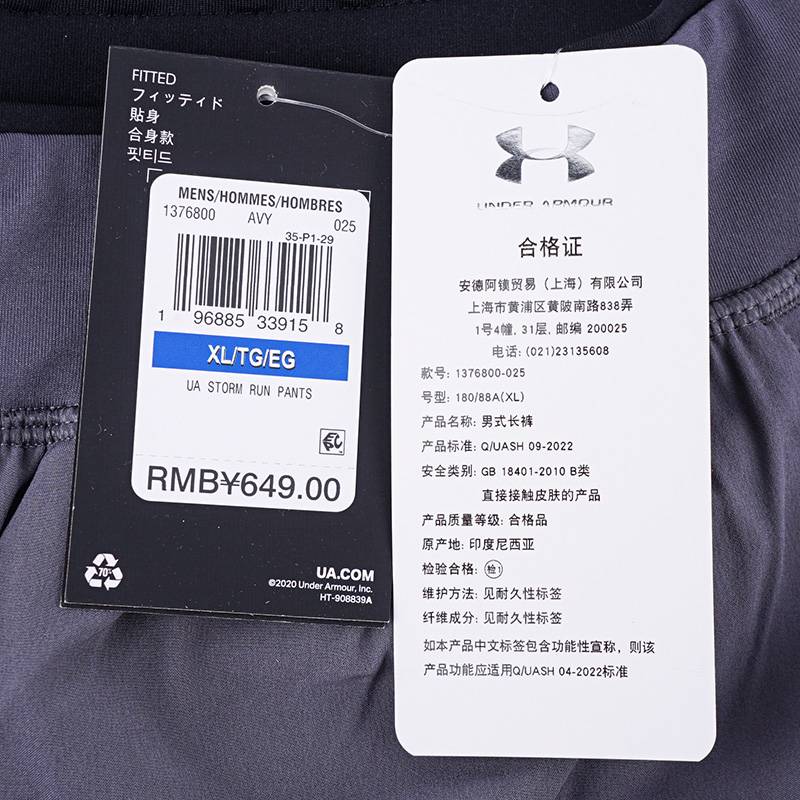 FITTED
フィッティド
貼身
合身款
핏티드
MENS/HOMMES/HOMBRES
1376800 AVY 025
35-P1-29
1 96885 33915 8
XL/TG/EG
UA STORM RUN PANTS
RMB¥649.00
70%
UA.COM
©2020 Under Armour, Inc.
HT-908839A
UNDER ARMOUR
合格证
安德阿镆贸易（上海）有限公司
上海市黄浦区黄陂南路838弄
1号4幢, 31层, 邮编 200025
电话: (021)23135608
款号: 1376800-025
号型: 180/88A(XL)
产品名称: 男式长裤
产品标准: Q/UASH 09-2022
安全类别: GB 18401-2010 B类
直接接触皮肤的产品
产品质量等级: 合格品
原产地: 印度尼西亚
检验合格: 检1
维护方法: 见耐久性标签
纤维成分: 见耐久性标签
如本产品中文标签包含功能性宣称，则该
产品功能应适用Q/UASH 04-2022标准